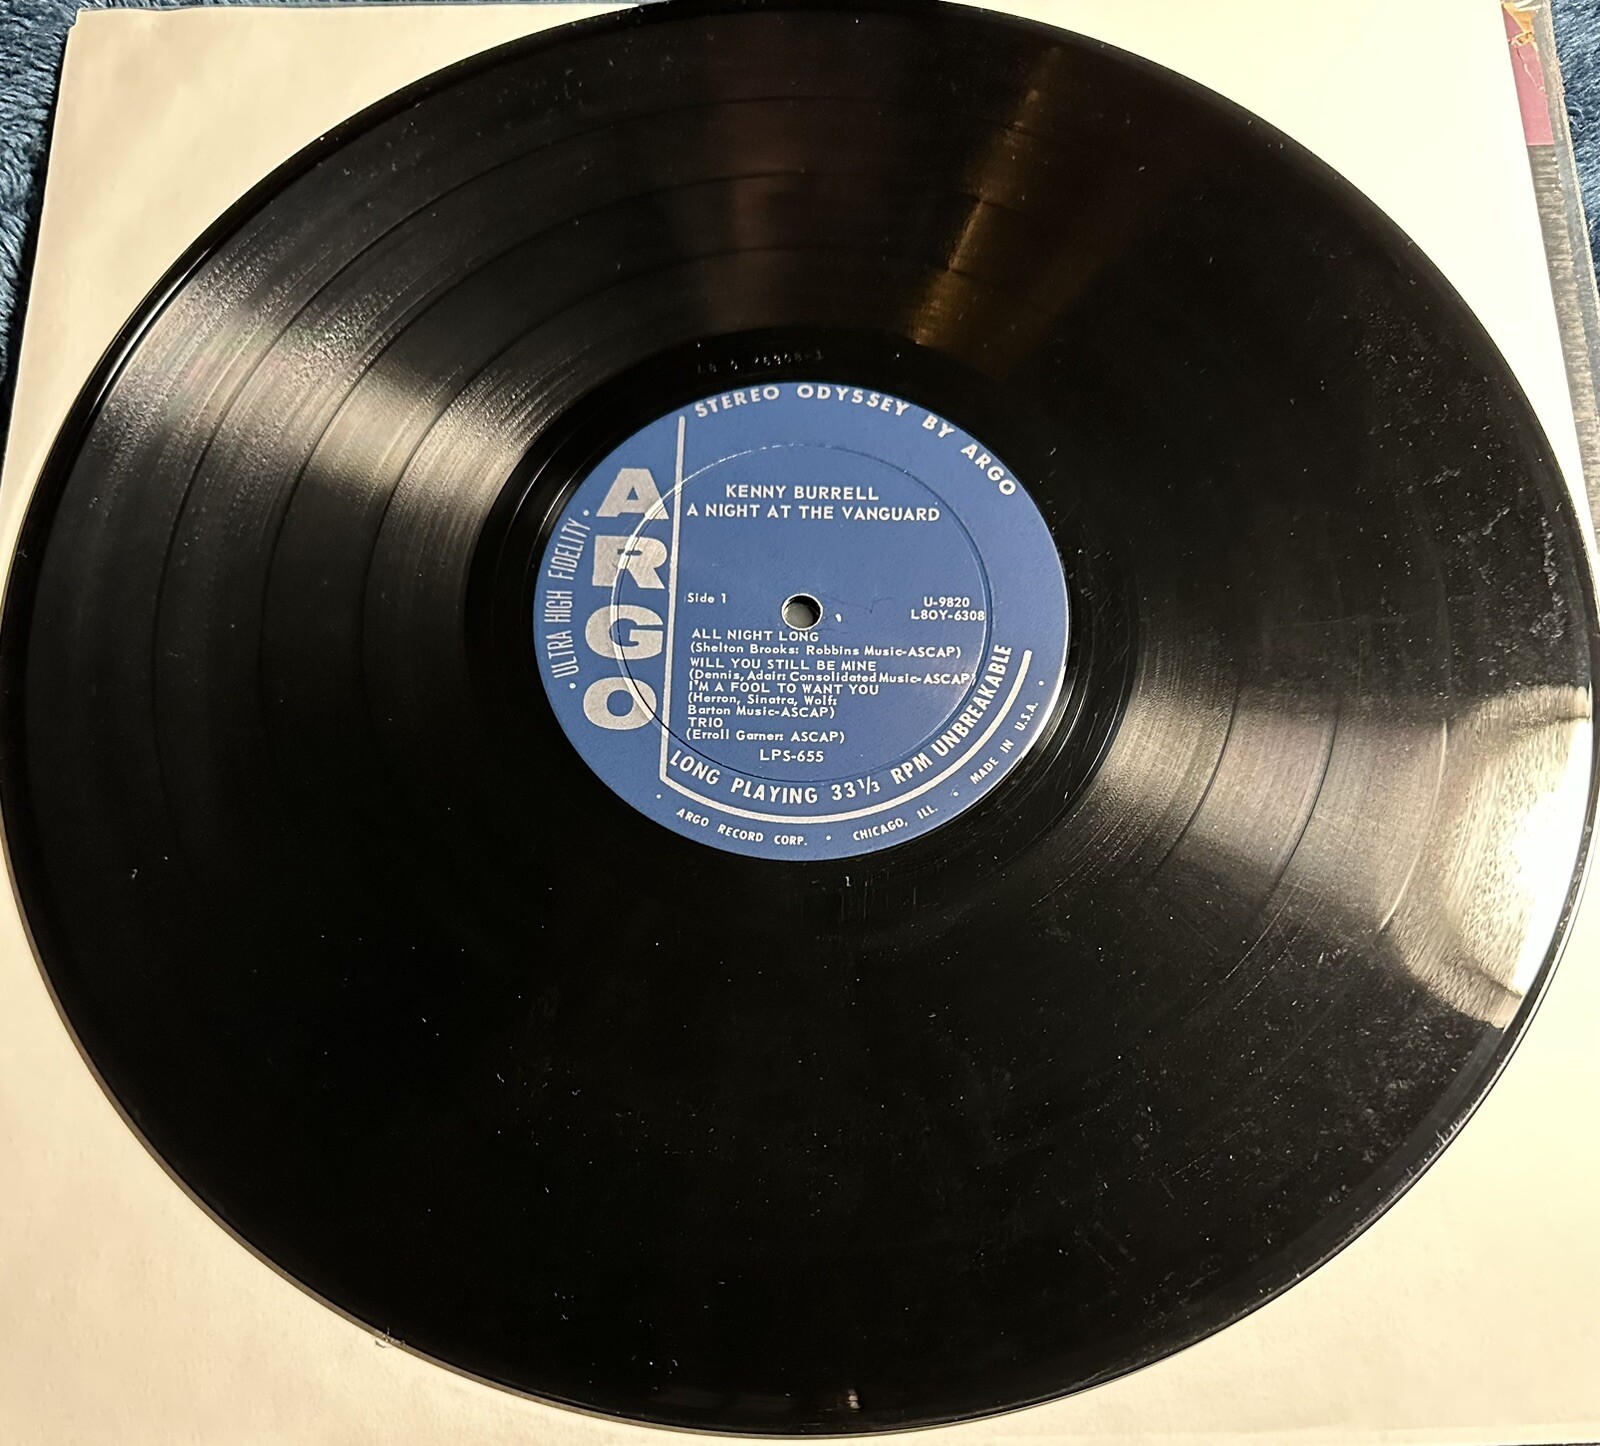 STEREO ODYSSEY BY ARGO
ULTRA HIGH FIDELITY
ARGO
KENNY BURRELL
A NIGHT AT THE VANGUARD
Side 1
U-9820
L8OY-6308
ALL NIGHT LONG
(Shelton Brooks: Robbins Music-ASCAP)
WILL YOU STILL BE MINE
(Dennis, Adair: Consolidated Music-ASCAP)
I'M A FOOL TO WANT YOU
(Herron, Sinatra, Wolf:
Barton Music-ASCAP)
TRIO
(Erroll Garner: ASCAP)
LPS-655
LONG PLAYING 33 1/3 RPM UNBREAKABLE
ARGO RECORD CORP. • CHICAGO, ILL. • MADE IN U.S.A.